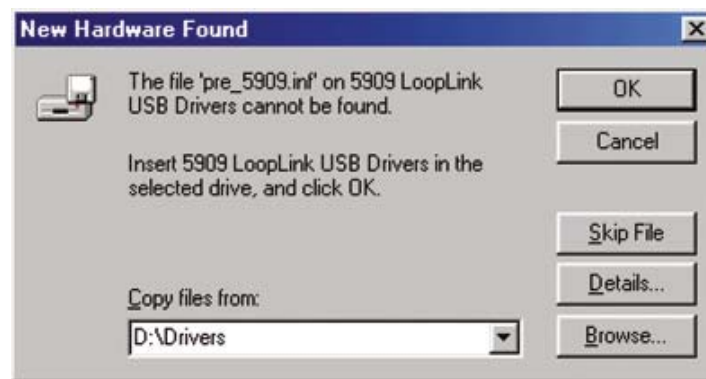 New Hardware Found
The file 'pre_5909.inf' on 5909 LoopLink
USB Drivers cannot be found.
Insert 5909 LoopLink USB Drivers in the
selected drive, and click OK.
Copy files from:
D:\Drivers
OK
Cancel
Skip File
Details...
Browse...